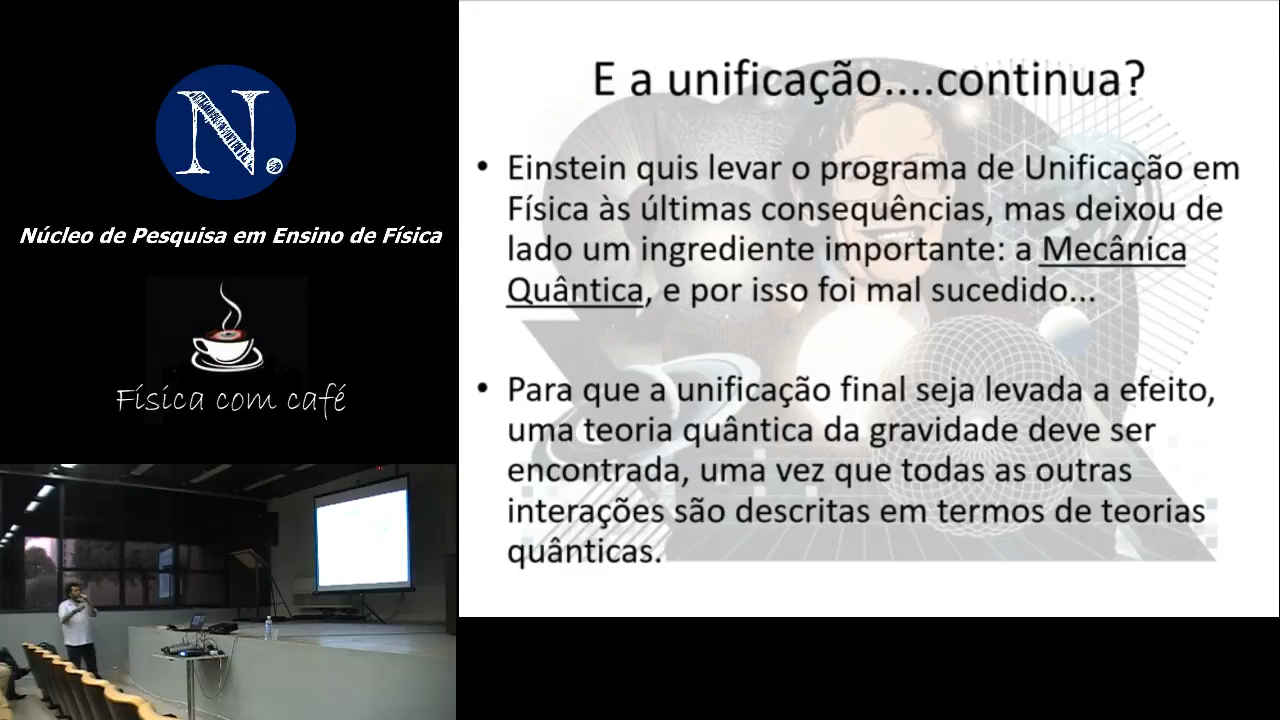 N.
Núcleo de Pesquisa em Ensino de Física
Física com café
E a unificação....continua?
• Einstein quis levar o programa de Unificação em
Física às últimas consequências, mas deixou de
lado um ingrediente importante: a Mecânica
Quântica, e por isso foi mal sucedido...
• Para que a unificação final seja levada a efeito,
uma teoria quântica da gravidade deve ser
encontrada, uma vez que todas as outras
interações são descritas em termos de teorias
quânticas.